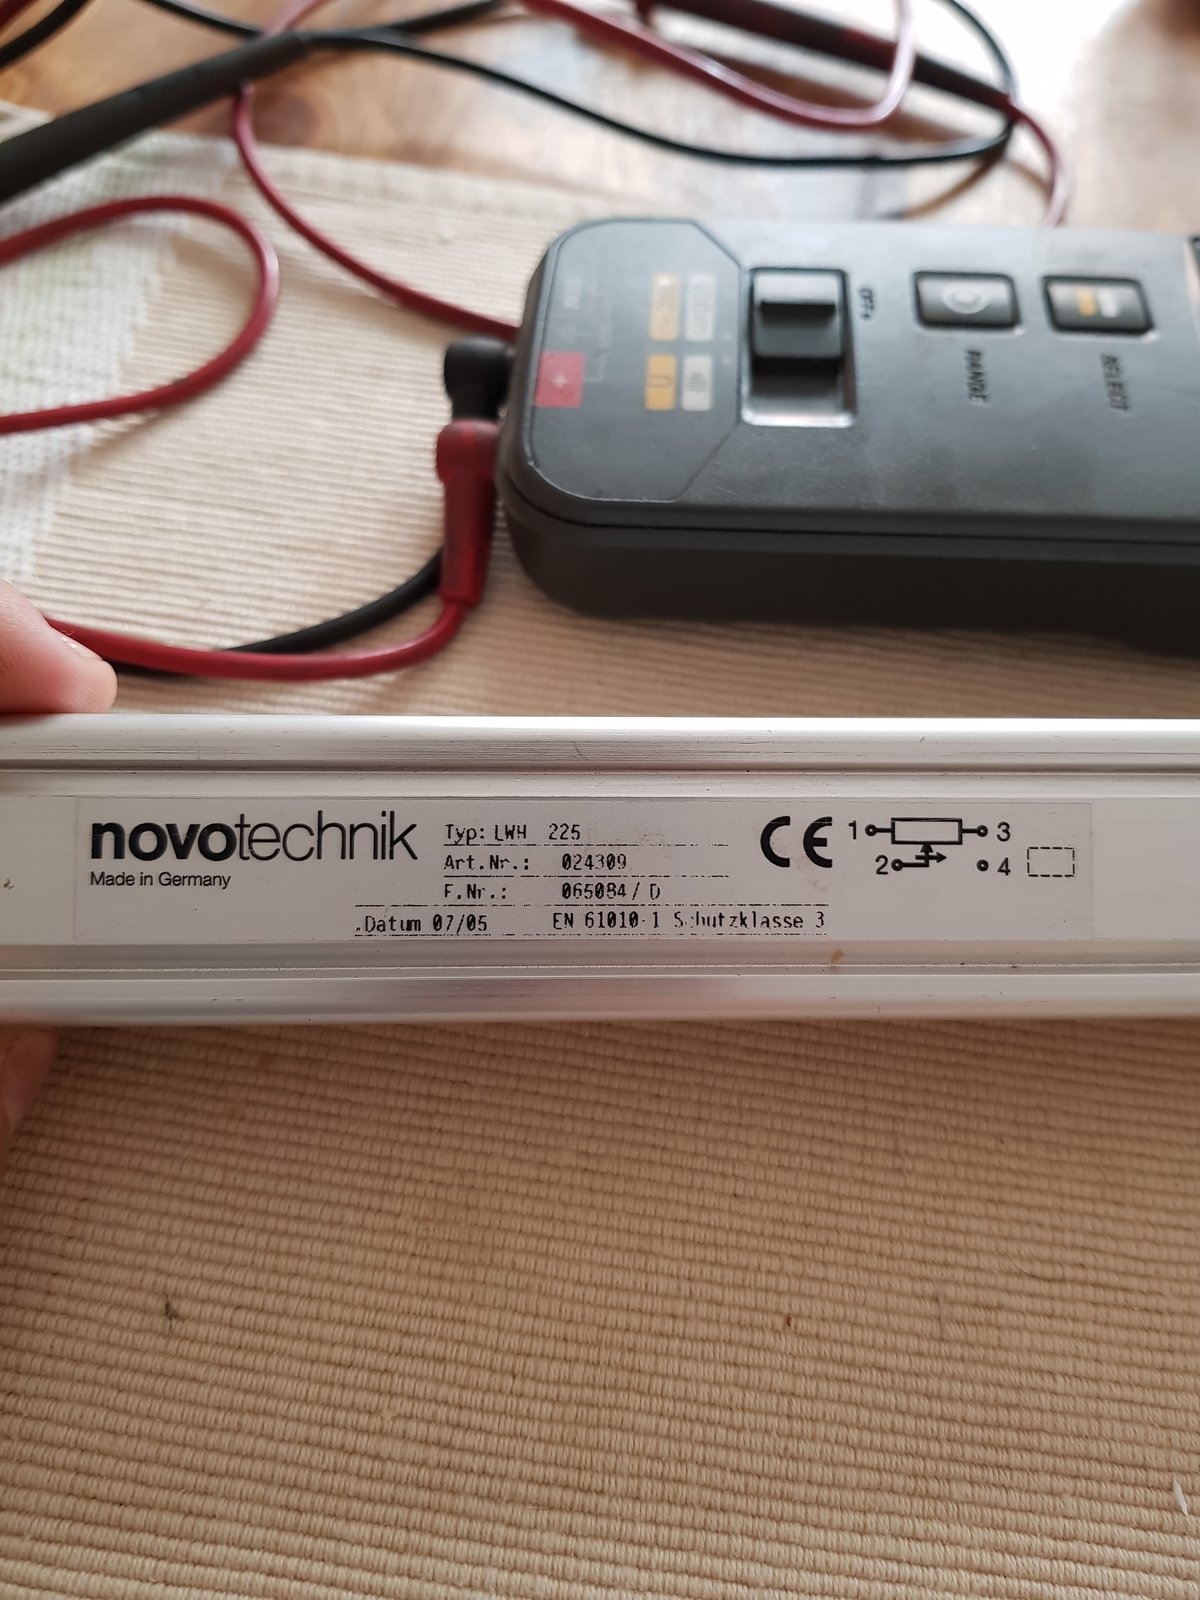 OFF
RANGE
SELECT
novotechnik
Made in Germany
Typ: LWH 225
Art.Nr.: 024309
F.Nr.: 065084/ D
.Datum 07/05 EN 61010-1 Schutzklasse 3
CE
1 3
2 4